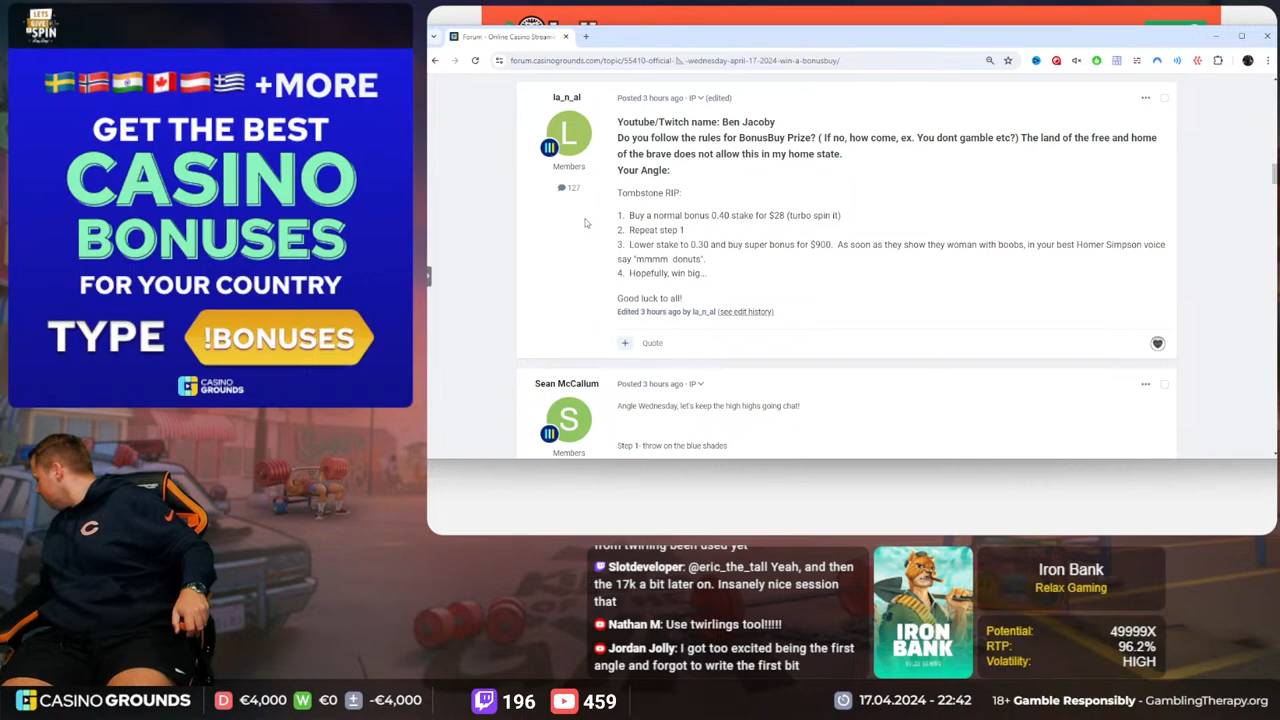 LETS
GIVE IT A
SPIN
+MORE
GET THE BEST
CASINO
BONUSES
FOR YOUR COUNTRY
TYPE !BONUSES
CASINO
GROUNDS
Forum - Online Casino Stream
forum.casinogrounds.com/topic/55410-official-📐-wednesday-april-17-2024-win-a-bonusbuy/
la_n_al
Posted 3 hours ago · IP (edited)
L
Members
127
Youtube/Twitch name: Ben Jacoby
Do you follow the rules for BonusBuy Prize? ( If no, how come, ex. You dont gamble etc?) The land of the free and home
of the brave does not allow this in my home state.
Your Angle:
Tombstone RIP:
1. Buy a normal bonus 0.40 stake for $28 (turbo spin it)
2. Repeat step 1
3. Lower stake to 0.30 and buy super bonus for $900. As soon as they show they woman with boobs, in your best Homer Simpson voice
say "mmmm donuts".
4. Hopefully, win big...
Good luck to all!
Edited 3 hours ago by la_n_al (see edit history)
+ Quote
Sean McCallum
Posted 3 hours ago · IP
S
Members
Angle Wednesday, let's keep the high highs going chat!
Step 1- throw on the blue shades
from twirling been used yet
Slotdeveloper: @eric_the_tall Yeah, and then
the 17k a bit later on. Insanely nice session
that
Nathan M: Use twirlings tool!!!!!
Jordan Jolly: I got too excited being the first
angle and forgot to write the first bit
IRON
BANK
Iron Bank
Relax Gaming
Potential: 49999X
RTP: 96.2%
Volatility: HIGH
CASINOGROUNDS
D €4,000 W €0 ± -€4,000
196
459
17.04.2024 - 22:42
18+ Gamble Responsibly - GamblingTherapy.org